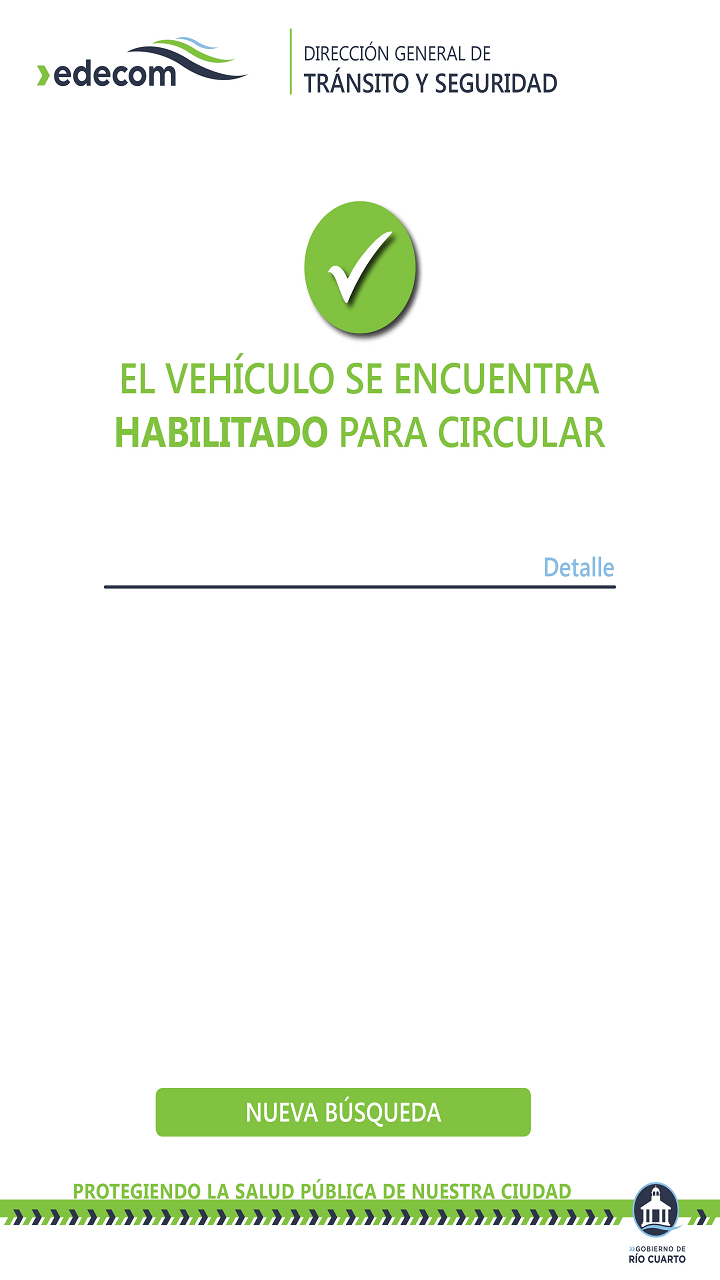 edecom
DIRECCIÓN GENERAL DE
TRÁNSITO Y SEGURIDAD
EL VEHÍCULO SE ENCUENTRA
HABILITADO PARA CIRCULAR
Detalle
NUEVA BÚSQUEDA
PROTEGIENDO LA SALUD PÚBLICA DE NUESTRA CIUDAD
GOBIERNO DE
RÍO CUARTO